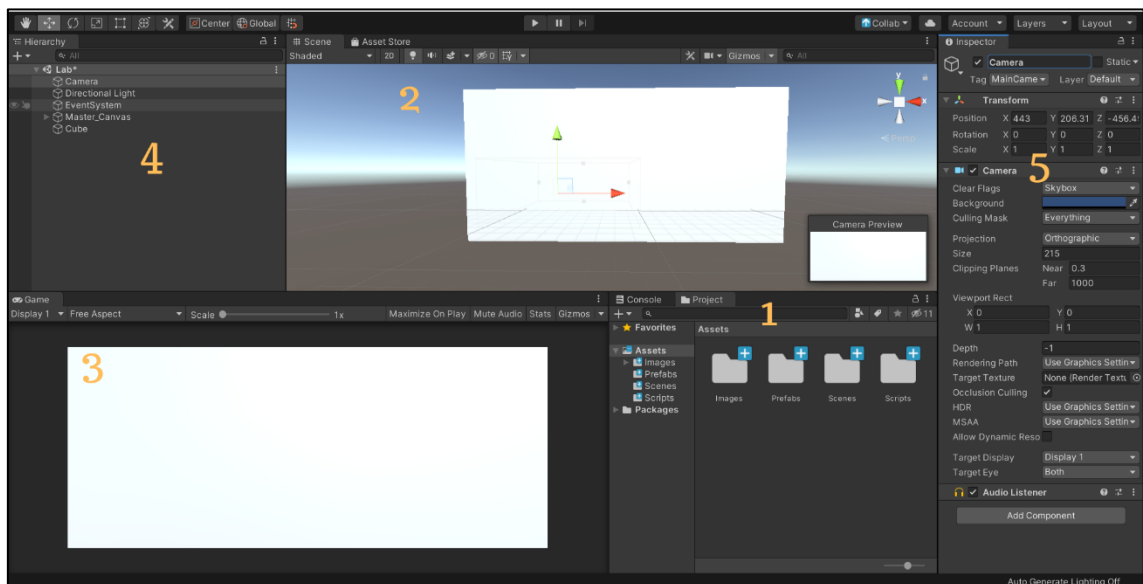 Center Global
Collab Account Layers Layout
Hierarchy
All
Lab*
Camera
Directional Light
EventSystem
Master_Canvas
Cube
4
Scene Asset Store
Shaded 2D 0 Gizmos All
2
y
x
Persp
Camera Preview
Game
Display 1 Free Aspect Scale 1x Maximize On Play Mute Audio Stats Gizmos
3
Console Project
1
11
Favorites
Assets
Images
Prefabs
Scenes
Scripts
Packages
Assets
Images Prefabs Scenes Scripts
Inspector
Camera Static
Tag MainCame Layer Default
Transform
Position X 443 Y 206.31 Z -456.4
Rotation X 0 Y 0 Z 0
Scale X 1 Y 1 Z 1
Camera
5
Clear Flags Skybox
Background
Culling Mask Everything
Projection Orthographic
Size 215
Clipping Planes Near 0.3
Far 1000
Viewport Rect
X 0 Y 0
W 1 H 1
Depth -1
Rendering Path Use Graphics Settin
Target Texture None (Render Textu
Occlusion Culling
HDR Use Graphics Settin
MSAA Use Graphics Settin
Allow Dynamic Reso
Target Display Display 1
Target Eye Both
Audio Listener
Add Component
Auto Generate Lighting Off